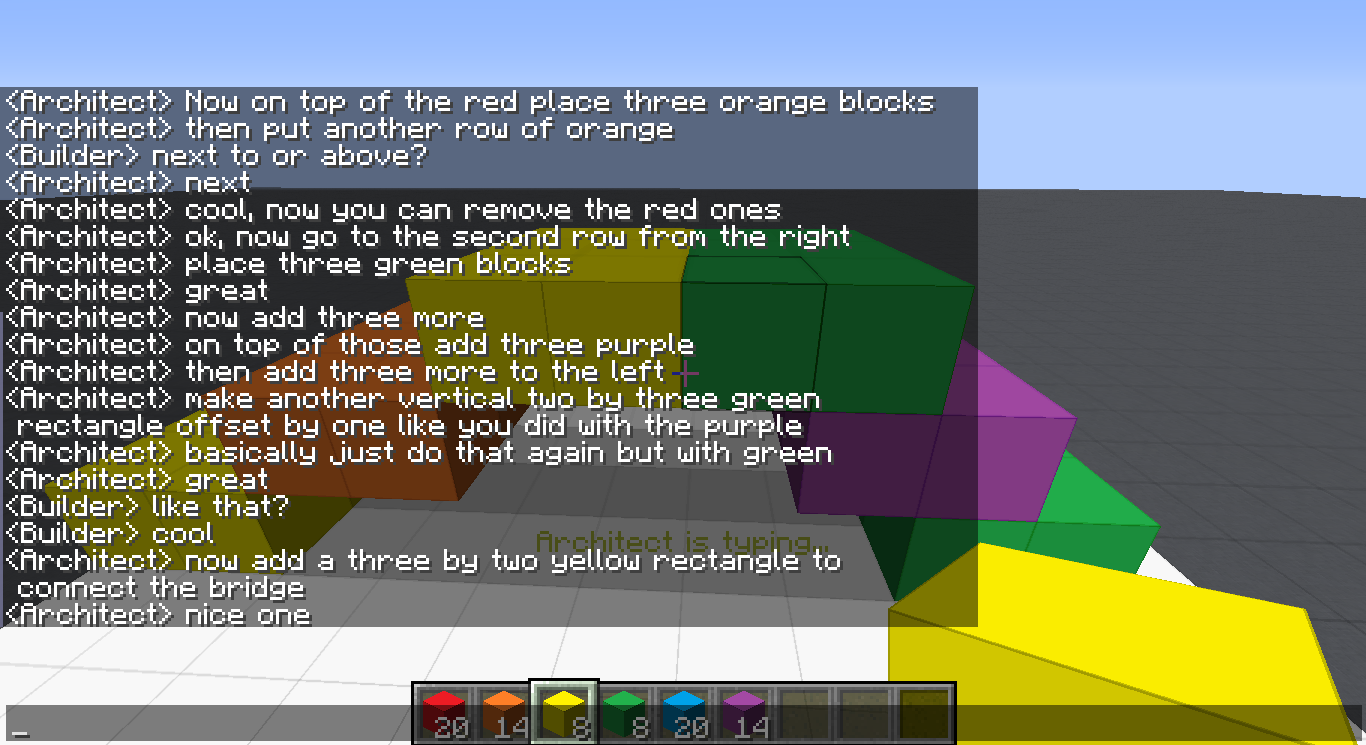 <Architect> Now on top of the red place three orange blocks
<Architect> then put another row of orange
<Builder> next to or above?
<Architect> next
<Architect> cool, now you can remove the red ones
<Architect> ok, now go to the second row from the right
<Architect> place three green blocks
<Architect> great
<Architect> now add three more
<Architect> on top of those add three purple
<Architect> then add three more to the left
<Architect> make another vertical two by three green
rectangle offset by one like you did with the purple
<Architect> basically just do that again but with green
<Architect> great
<Builder> like that?
<Builder> cool
Architect is typing..
<Architect> now add a three by two yellow rectangle to
connect the bridge
<Architect> nice one
20 14 8 8 20 14
_